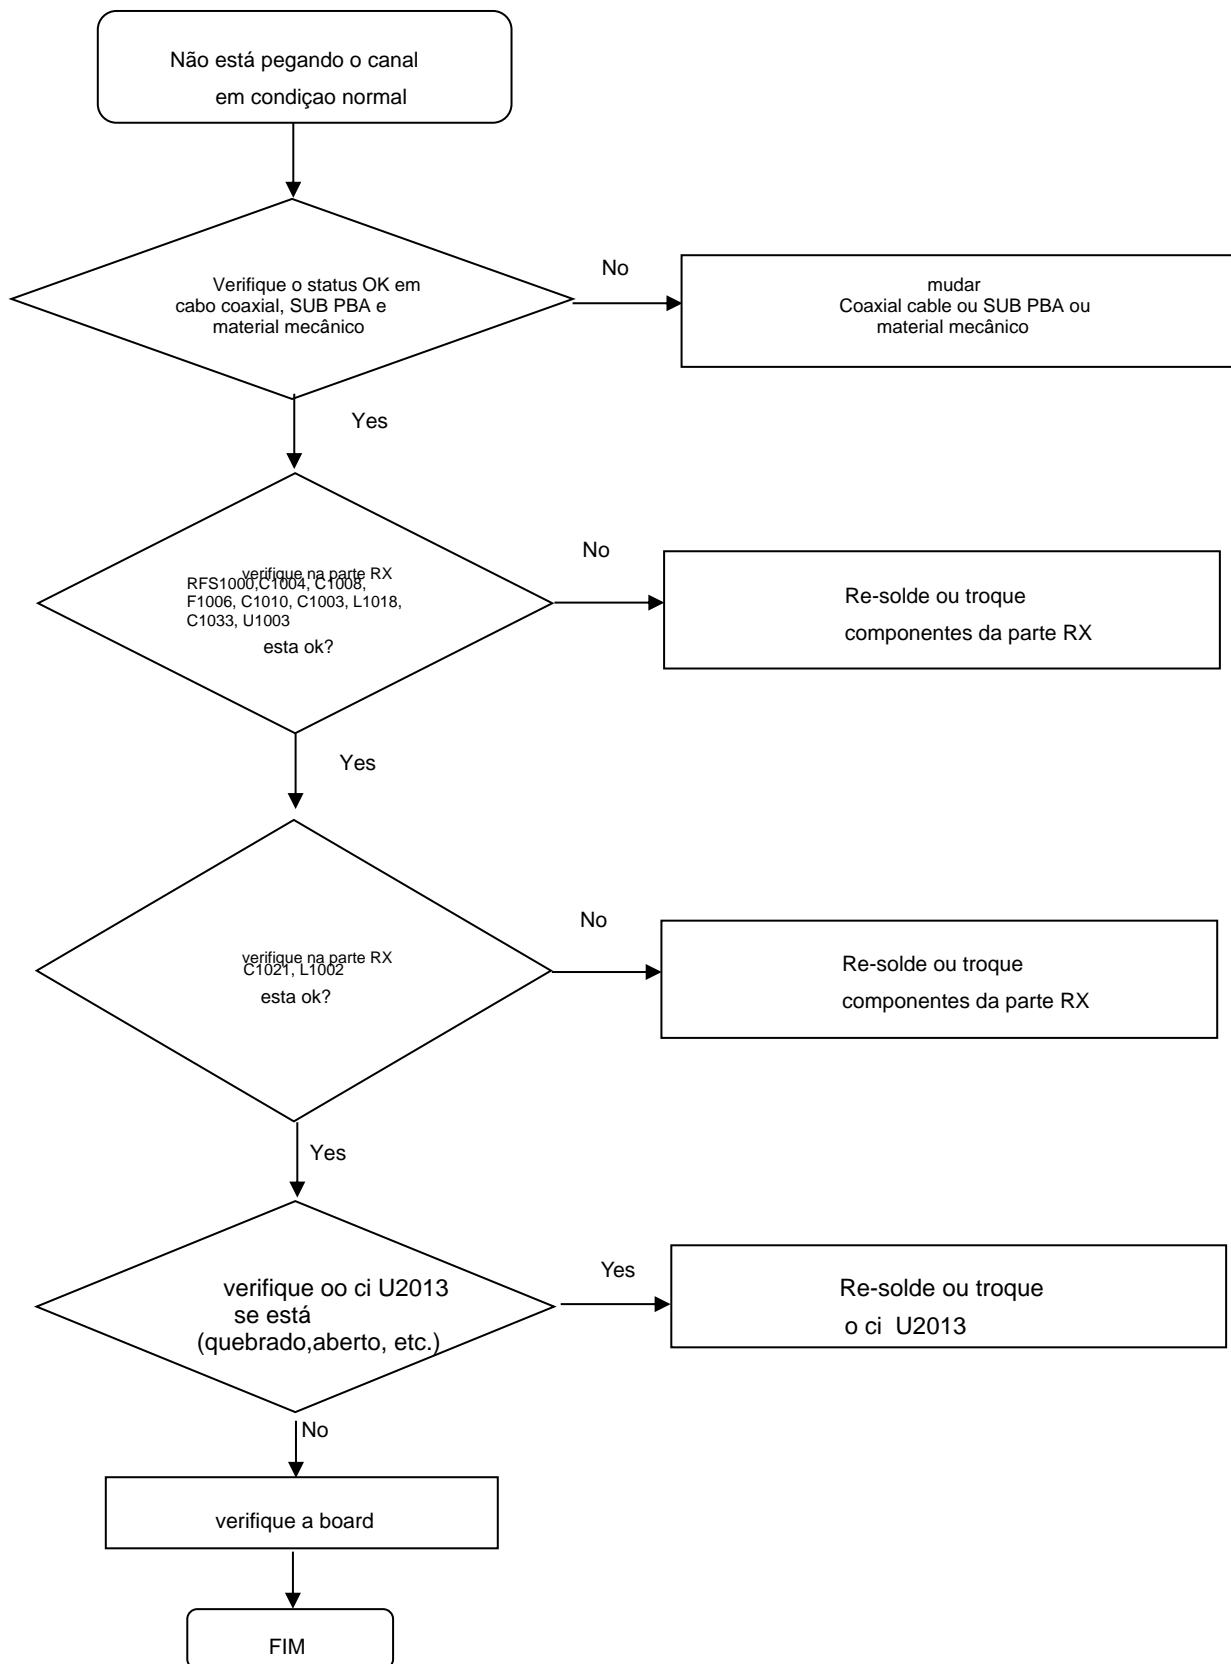 Não está pegando o canal
em condiçao normal
Verifique o status OK em
cabo coaxial, SUB PBA e
material mecânico
No
mudar
Coaxial cable ou SUB PBA ou
material mecânico
Yes
verifique na parte RX
RFS1000,C1004, C1008,
F1006, C1010, C1003, L1018,
C1033, U1003
esta ok?
No
Re-solde ou troque
componentes da parte RX
Yes
verifique na parte RX
C1021, L1002
esta ok?
No
Re-solde ou troque
componentes da parte RX
Yes
verifique oo ci U2013
se está
(quebrado,aberto, etc.)
Yes
Re-solde ou troque
o ci U2013
No
verifique a board
FIM